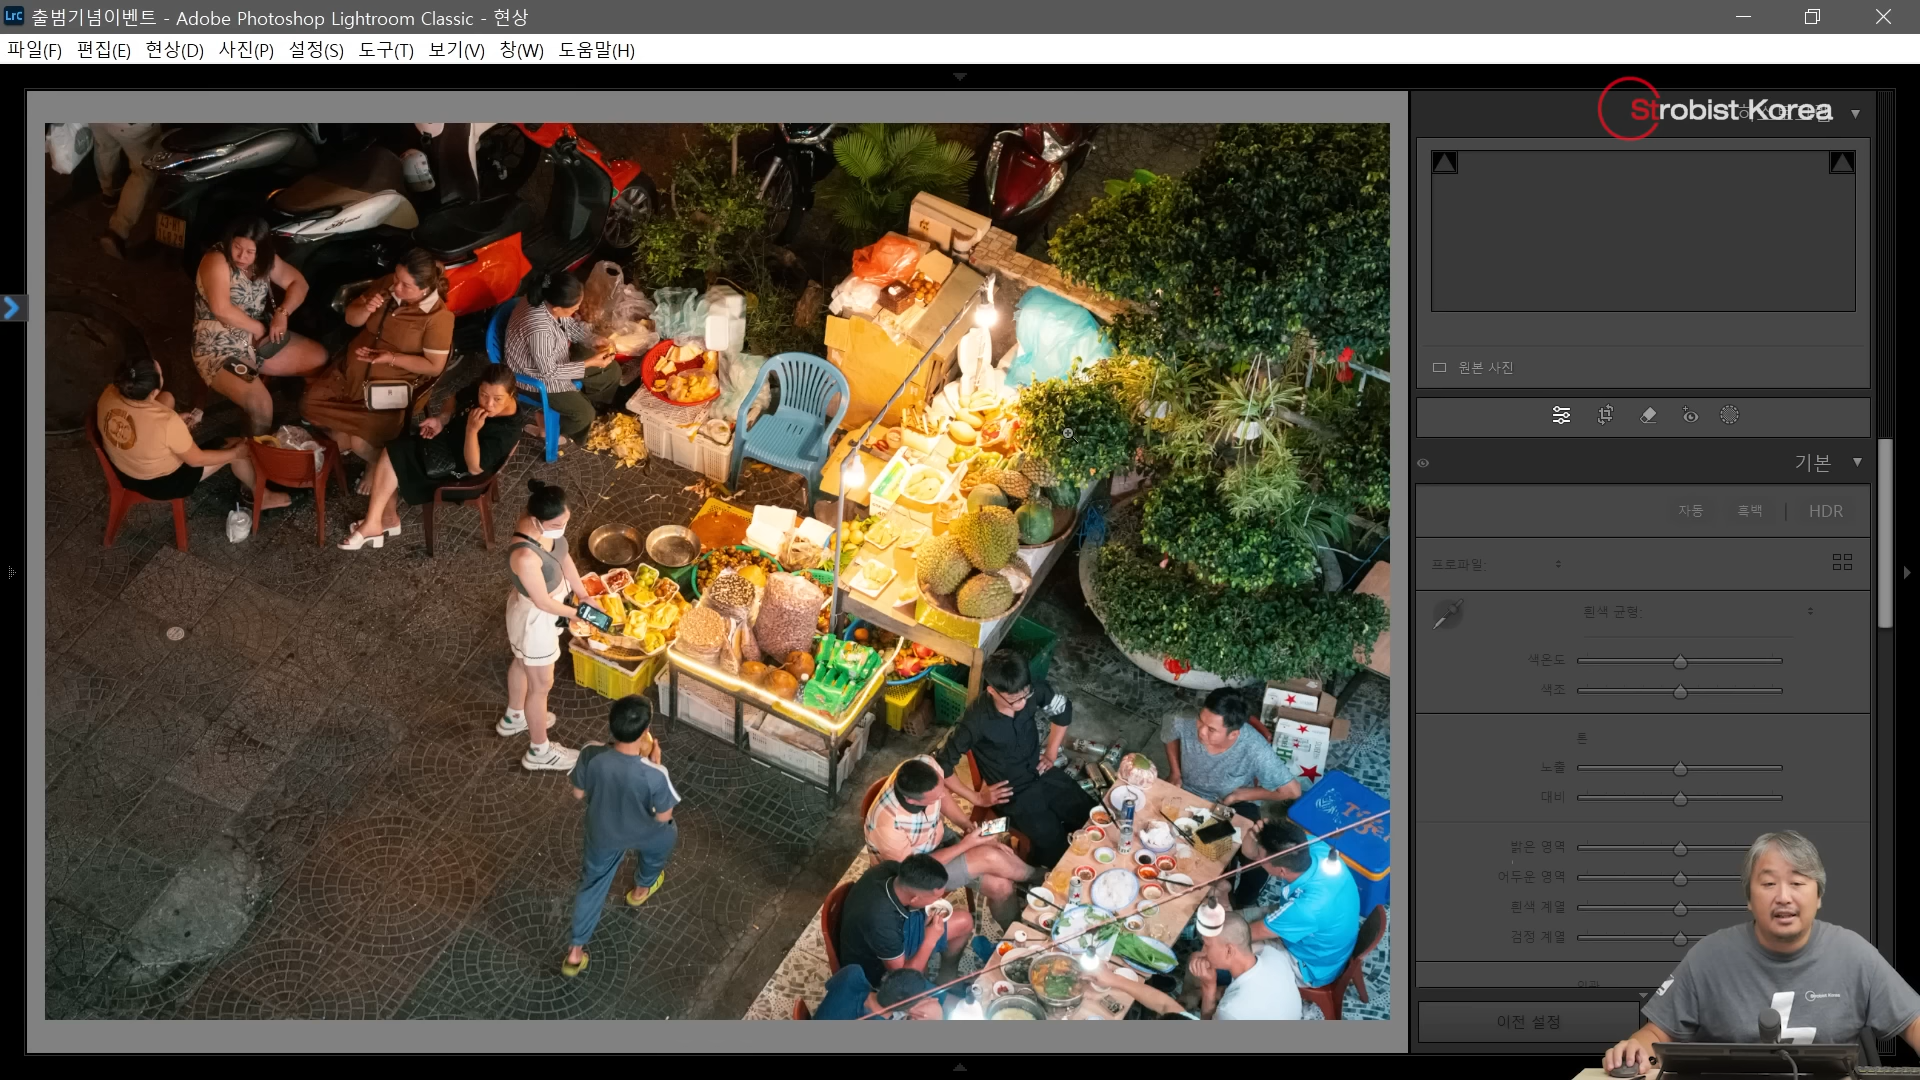 LrC 출범기념이벤트 - Adobe Photoshop Lightroom Classic - 현상
파일(F) 편집(E) 현상(D) 사진(P) 설정(S) 도구(T) 보기(V) 창(W) 도움말(H)
Strobist Korea
원본 사진
기본
자동 흑백 | HDR
프로파일:
흰색 균형:
색온도
색조
톤
노출
대비
밝은 영역
어두운 영역
흰색 계열
검정 계열
이전 설정